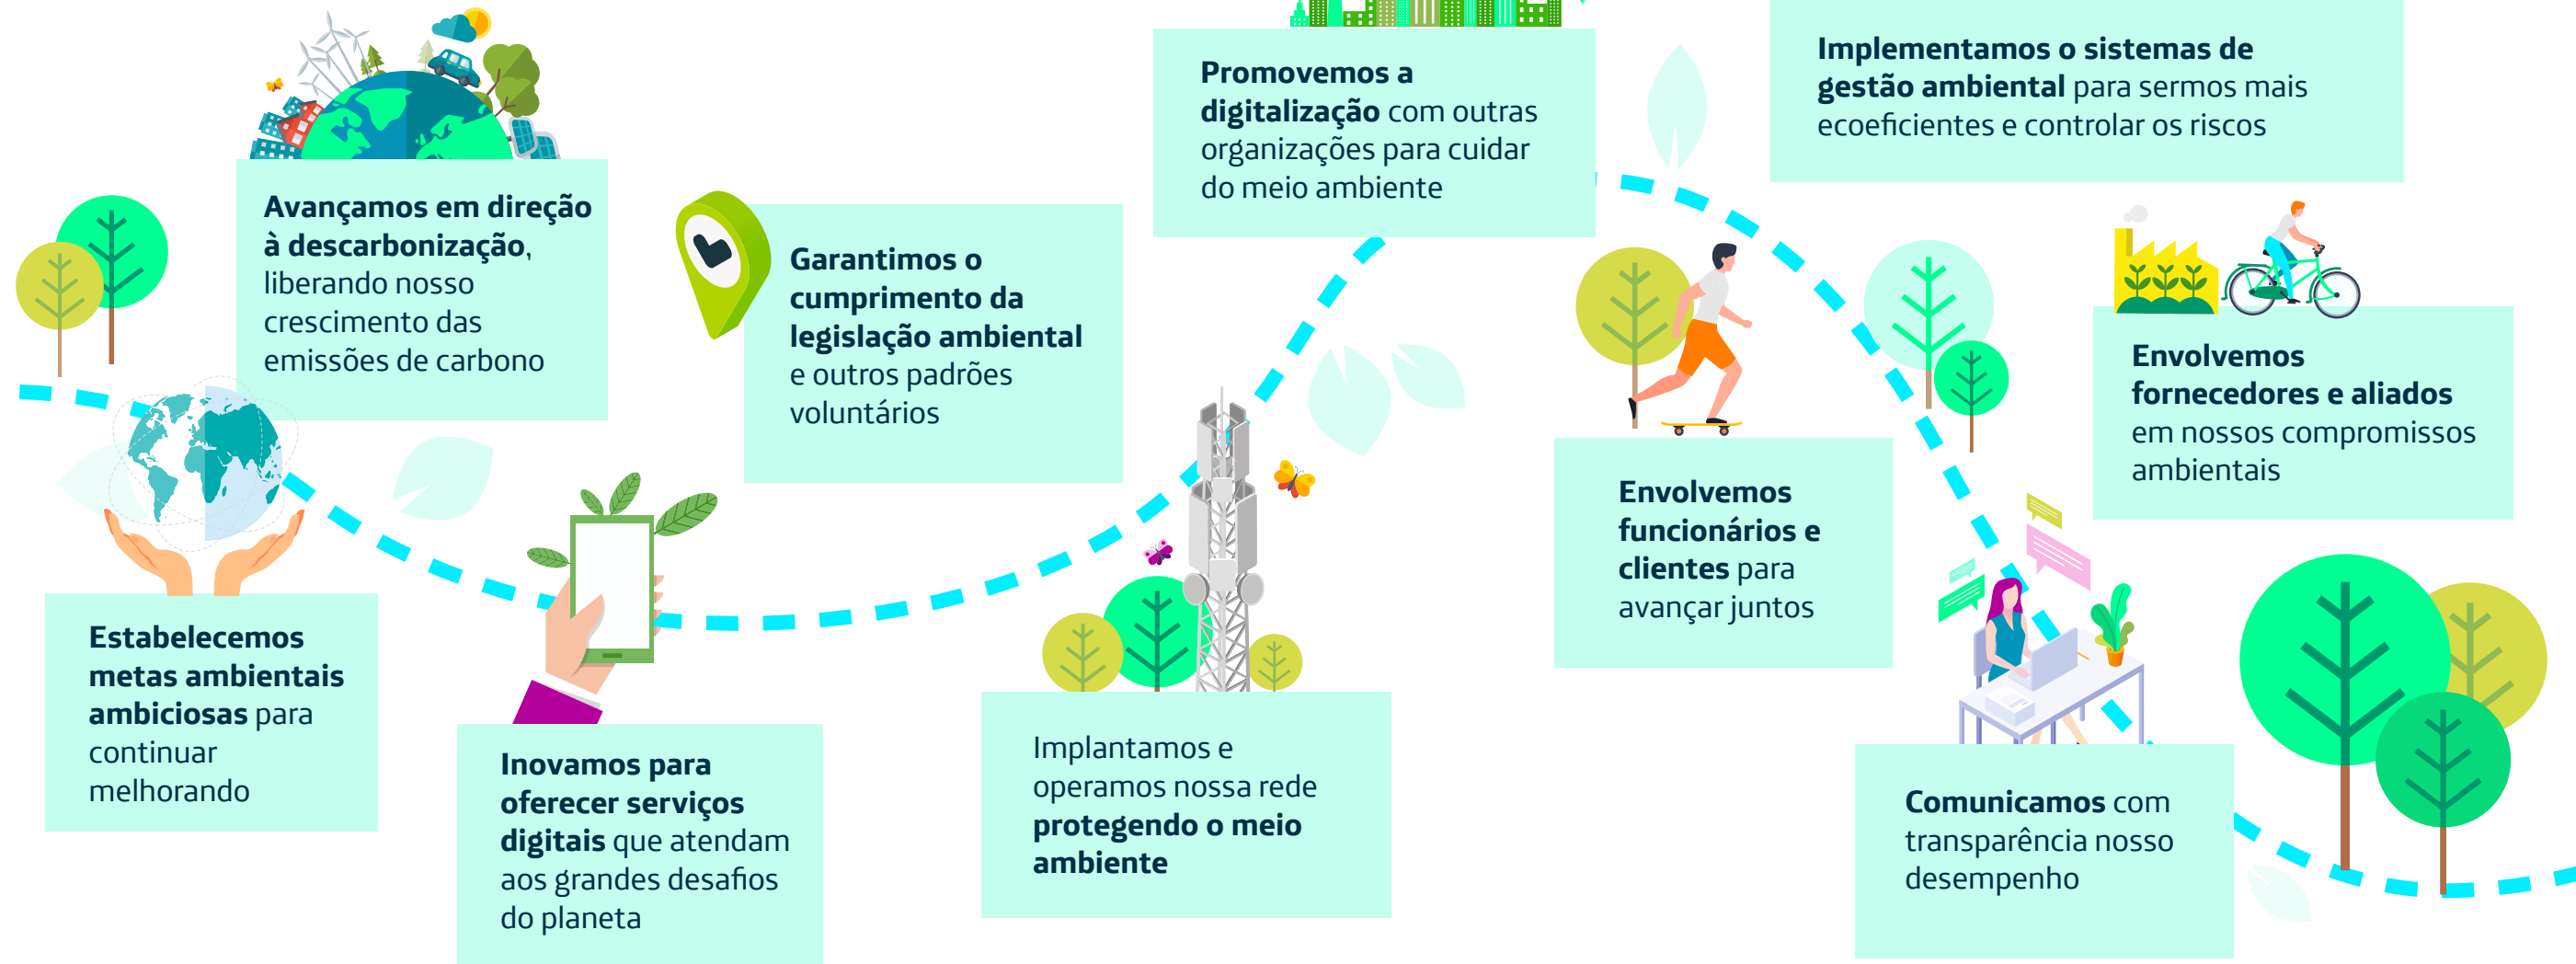 Avançamos em direção
à descarbonização,
liberando nosso
crescimento das
emissões de carbono
Estabelecemos
metas ambientais
ambiciosas para
continuar
melhorando
Garantimos o
cumprimento da
legislação ambiental
e outros padrões
voluntários
Inovamos para
oferecer serviços
digitais que atendam
aos grandes desafios
do planeta
Promovemos a
digitalização com outras
organizações para cuidar
do meio ambiente
Implantamos e
operamos nossa rede
protegendo o meio
ambiente
Implementamos o sistemas de
gestão ambiental para sermos mais
ecoeficientes e controlar os riscos
Envolvemos
funcionários e
clientes para
avançar juntos
Envolvemos
fornecedores e aliados
em nossos compromissos
ambientais
Comunicamos com
transparência nosso
desempenho